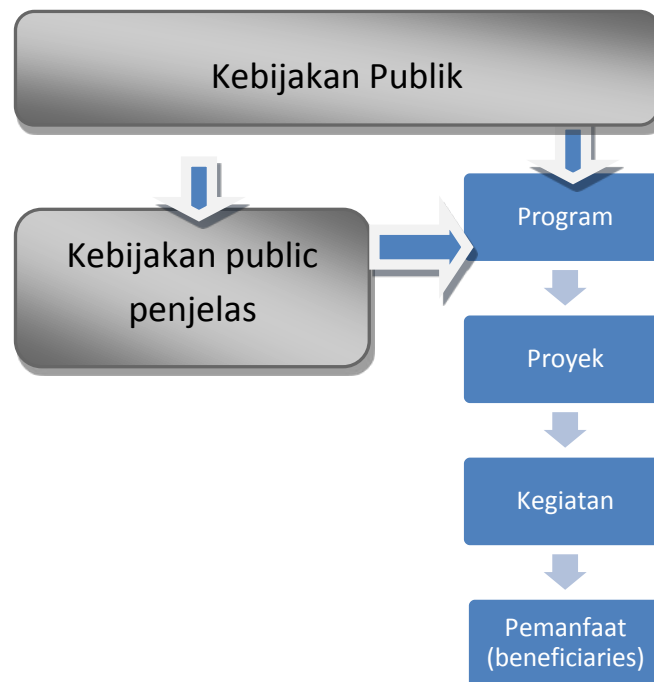 Kebijakan Publik
Program
Kebijakan public
penjelas
Proyek
Kegiatan
Pemanfaat
(beneficiaries)